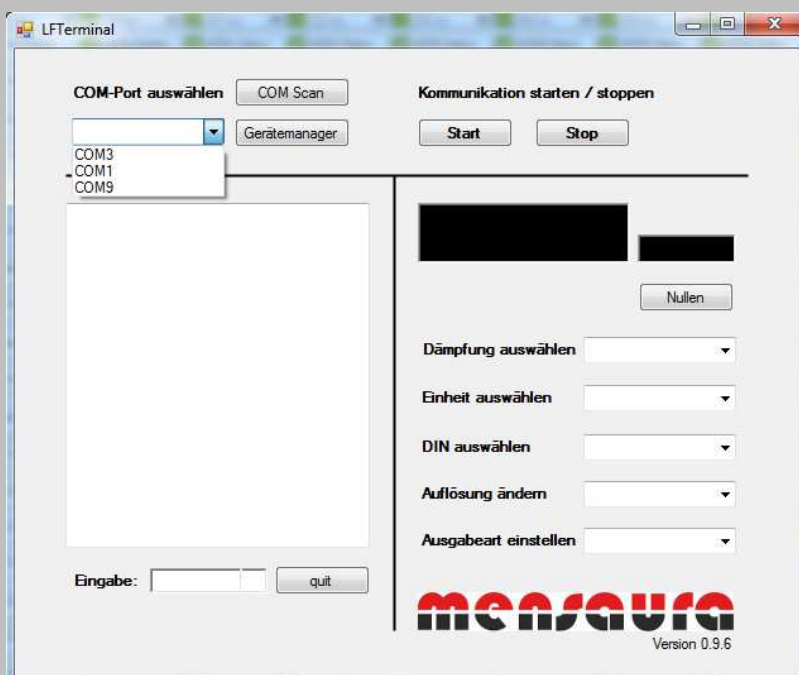 LFTerminal
COM-Port auswählen
COM Scan
Kommunikation starten / stoppen
Gerätemanager
Start
Stop
COM3
COM1
COM9
Nullen
Dämpfung auswählen
Einheit auswählen
DIN auswählen
Auflösung ändern
Ausgabeart einstellen
Eingabe:
quit
mensaura
Version 0.9.6